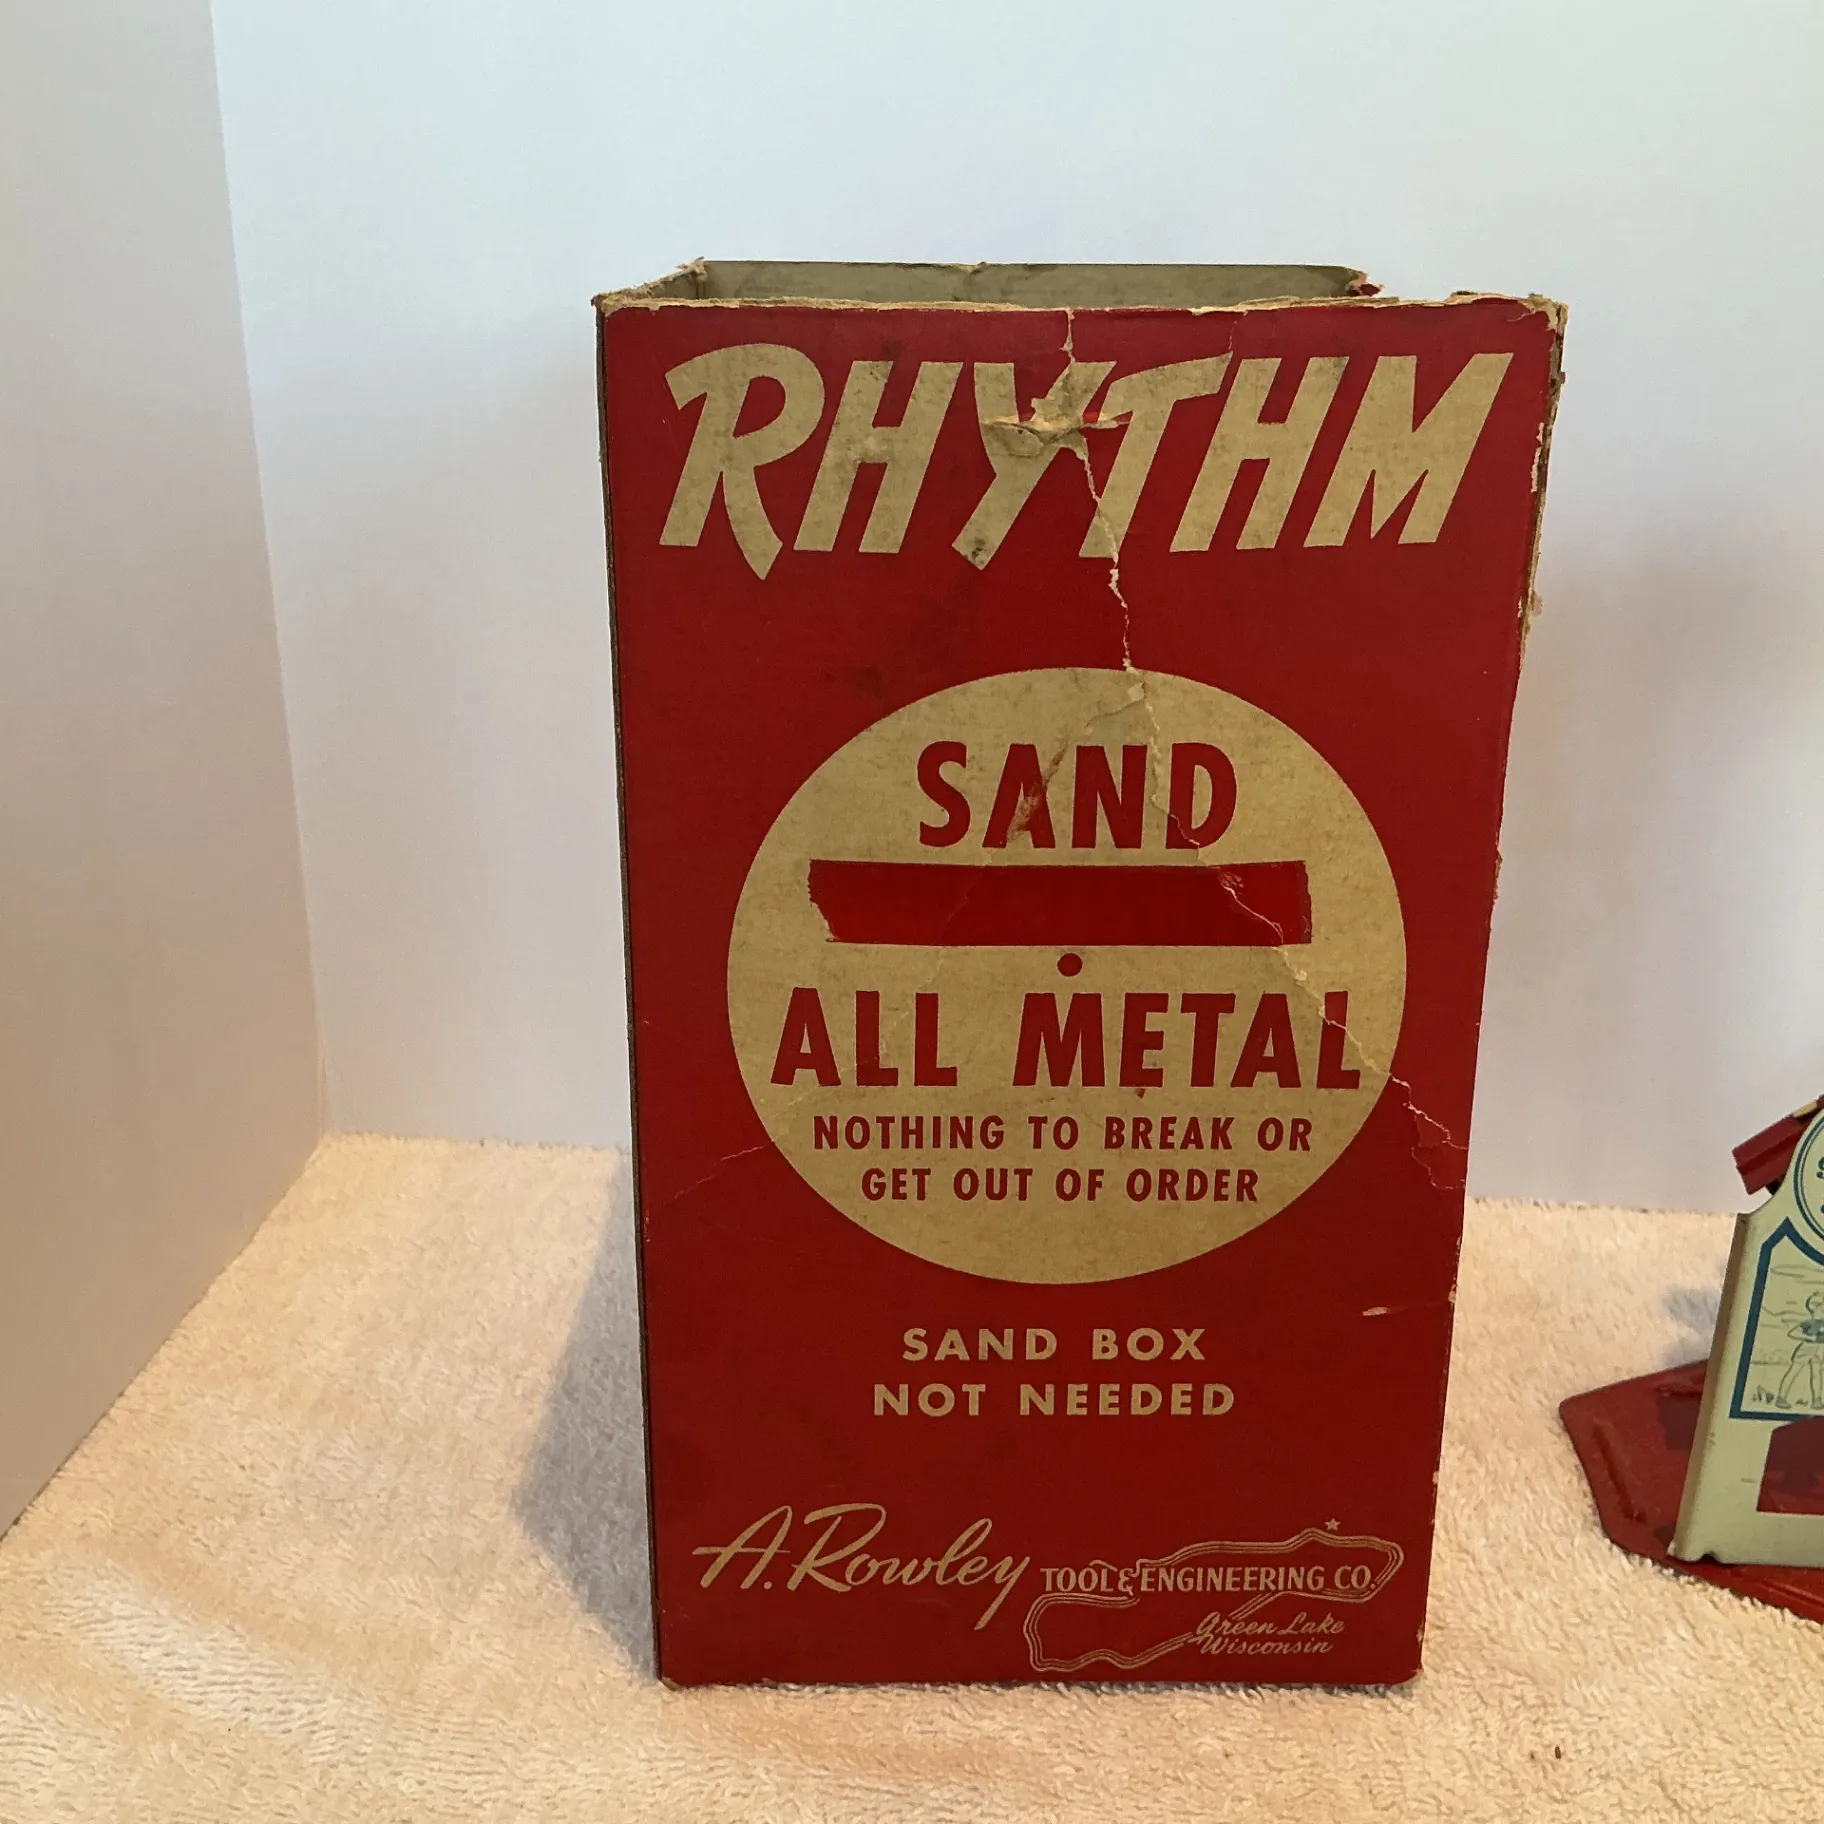 RHYTHM
SAND
ALL METAL
NOTHING TO BREAK OR
GET OUT OF ORDER
SAND BOX
NOT NEEDED
A. Rowley TOOL & ENGINEERING CO.
Green Lake
Wisconsin